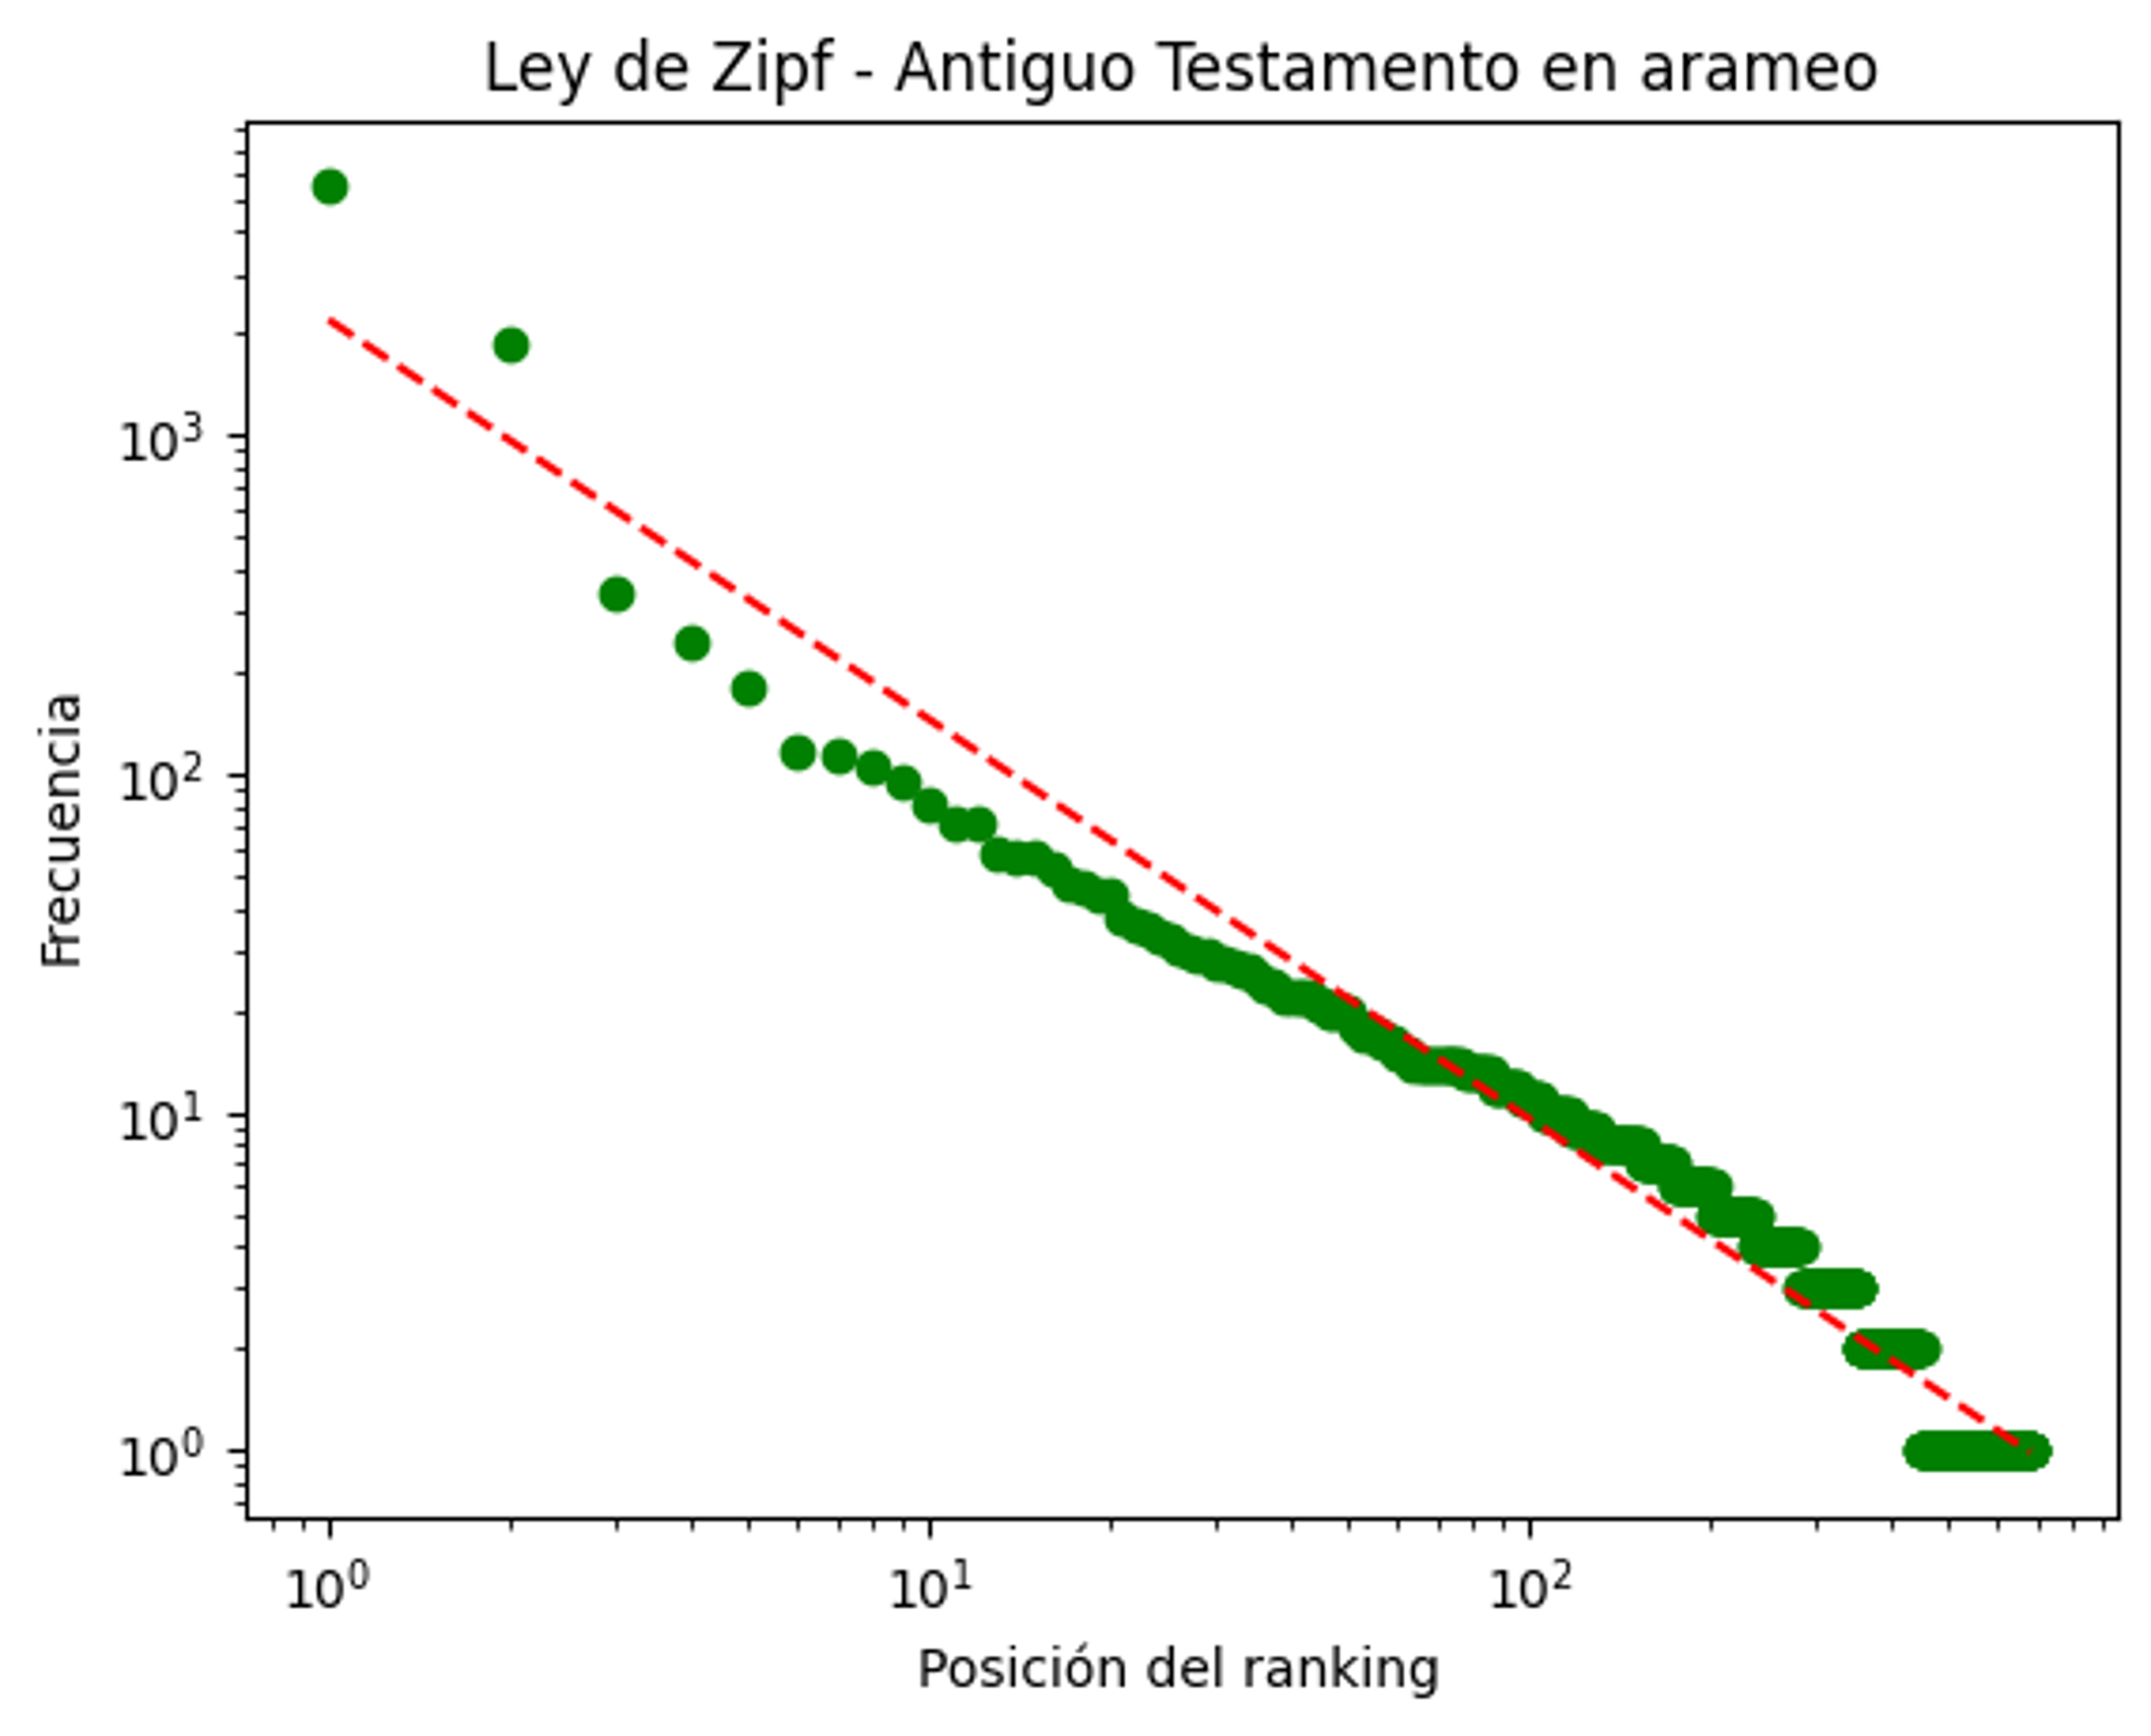 Ley de Zipf - Antiguo Testamento en arameo
Frecuencia
10³
10²
10¹
10⁰
10⁰ 10¹ 10²
Posición del ranking